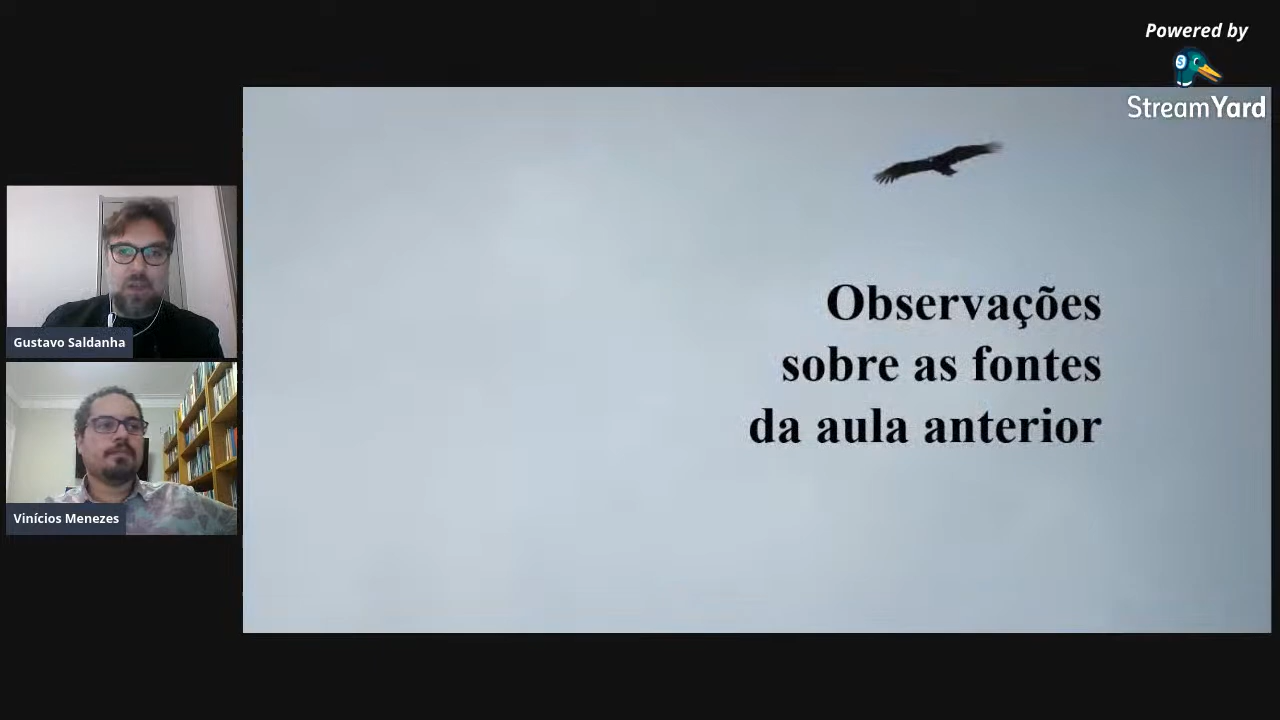 Powered by
StreamYard
Gustavo Saldanha
Vinícios Menezes
Observações
sobre as fontes
da aula anterior